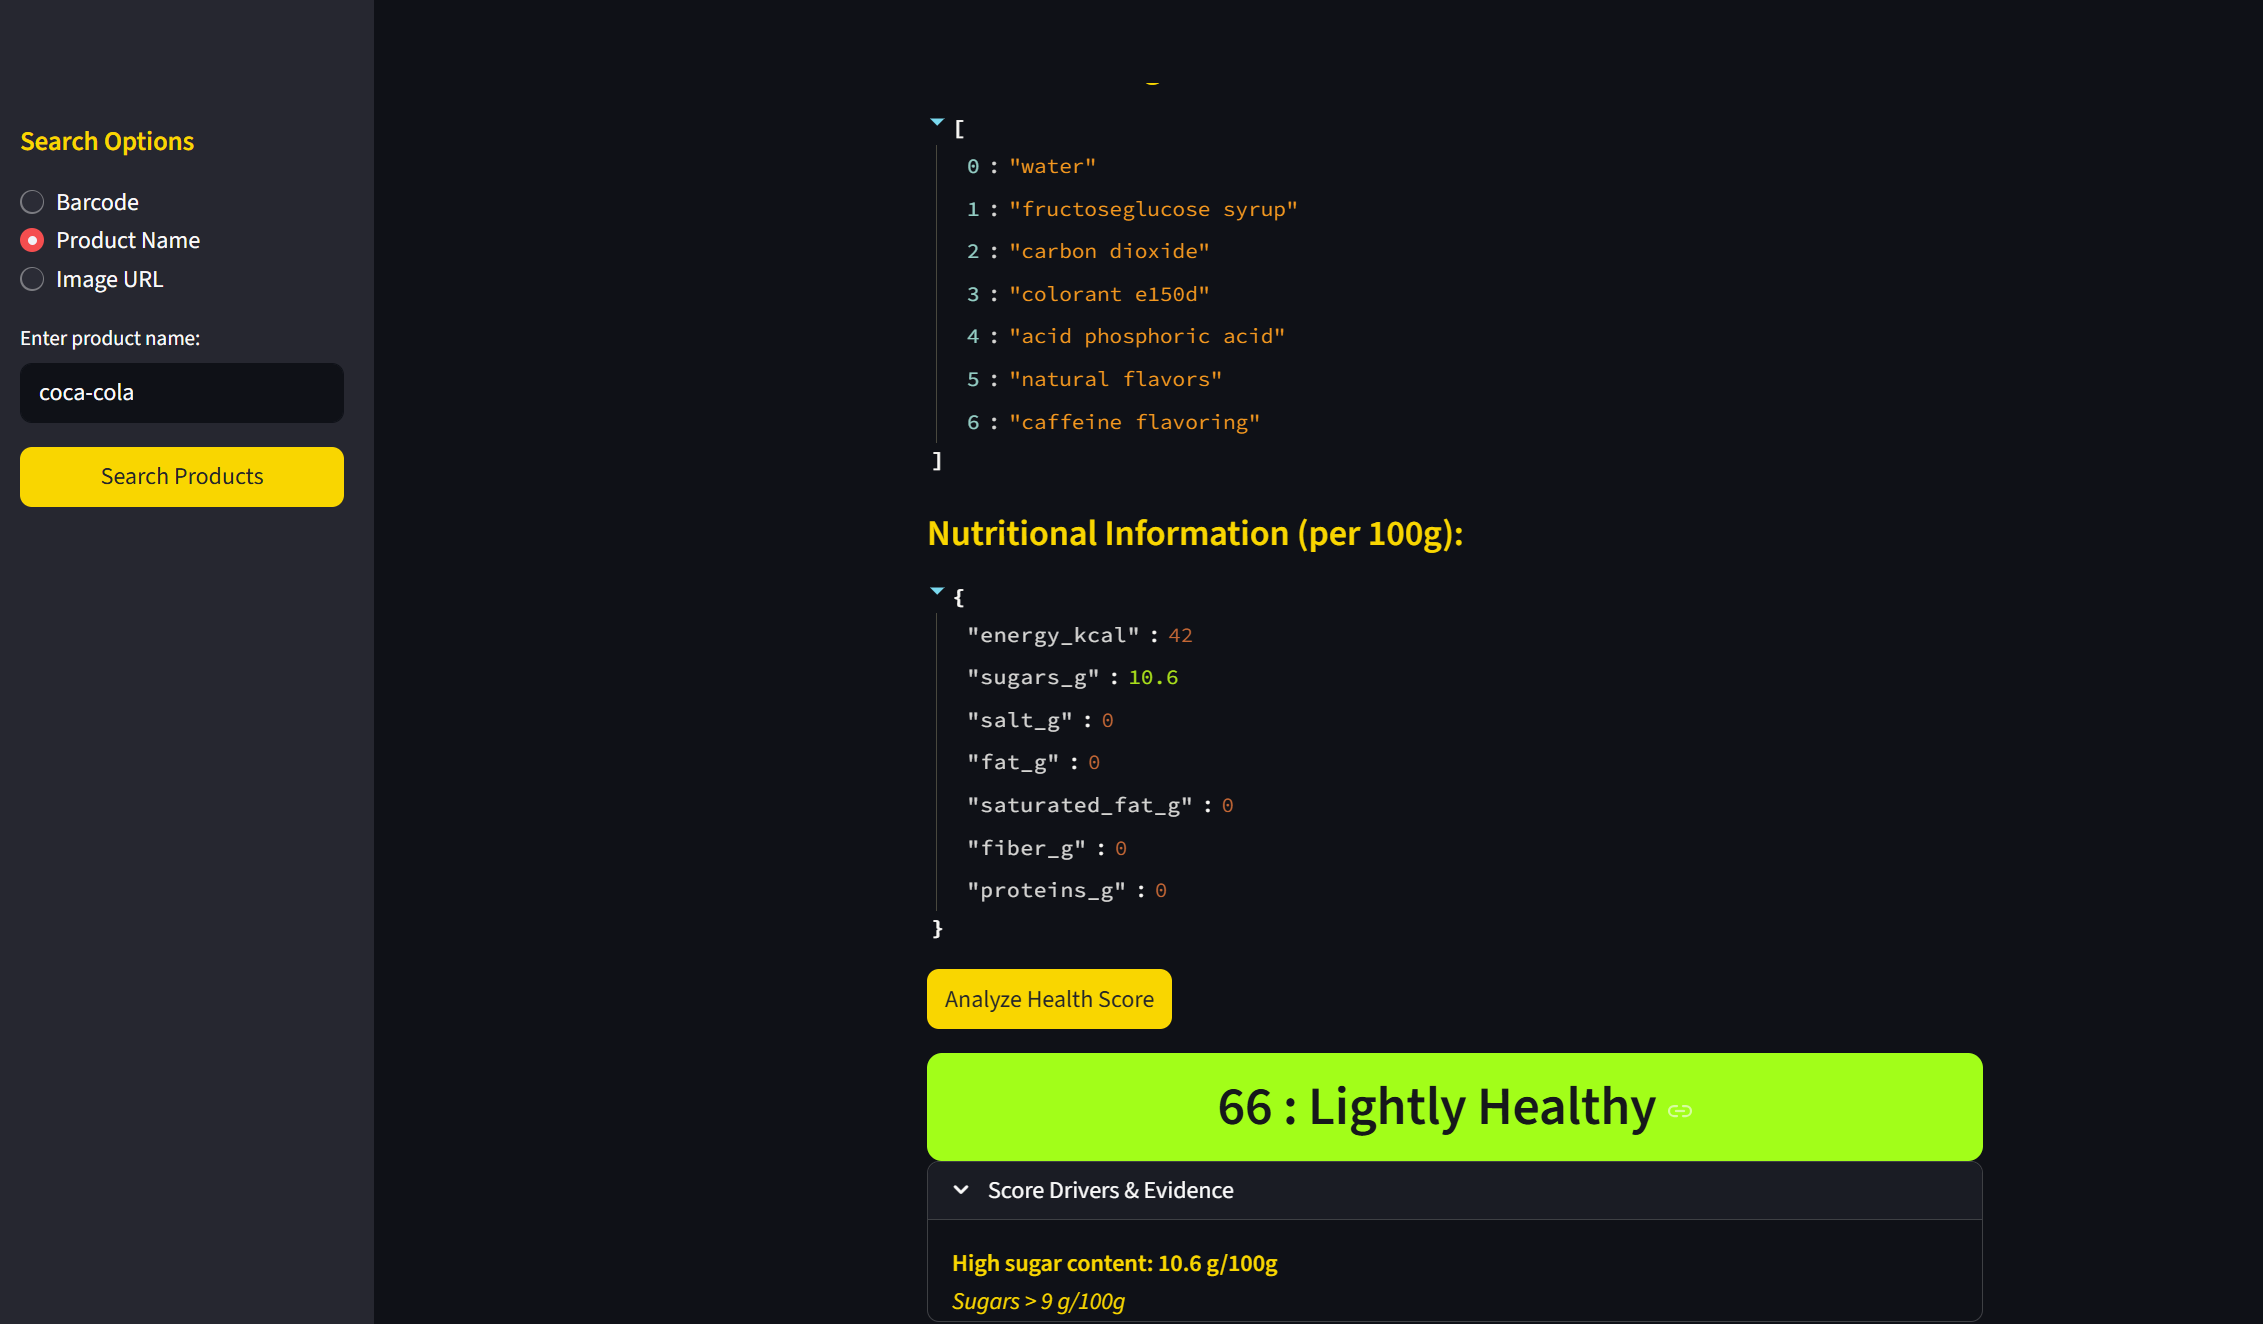 Search Options
Barcode
Product Name
Image URL
Enter product name:
coca-cola
Search Products
[
0 : "water"
1 : "fructoseglucose syrup"
2 : "carbon dioxide"
3 : "colorant e150d"
4 : "acid phosphoric acid"
5 : "natural flavors"
6 : "caffeine flavoring"
]
Nutritional Information (per 100g):
{
"energy_kcal" : 42
"sugars_g" : 10.6
"salt_g" : 0
"fat_g" : 0
"saturated_fat_g" : 0
"fiber_g" : 0
"proteins_g" : 0
}
Analyze Health Score
66 : Lightly Healthy
Score Drivers & Evidence
High sugar content: 10.6 g/100g
Sugars > 9 g/100g